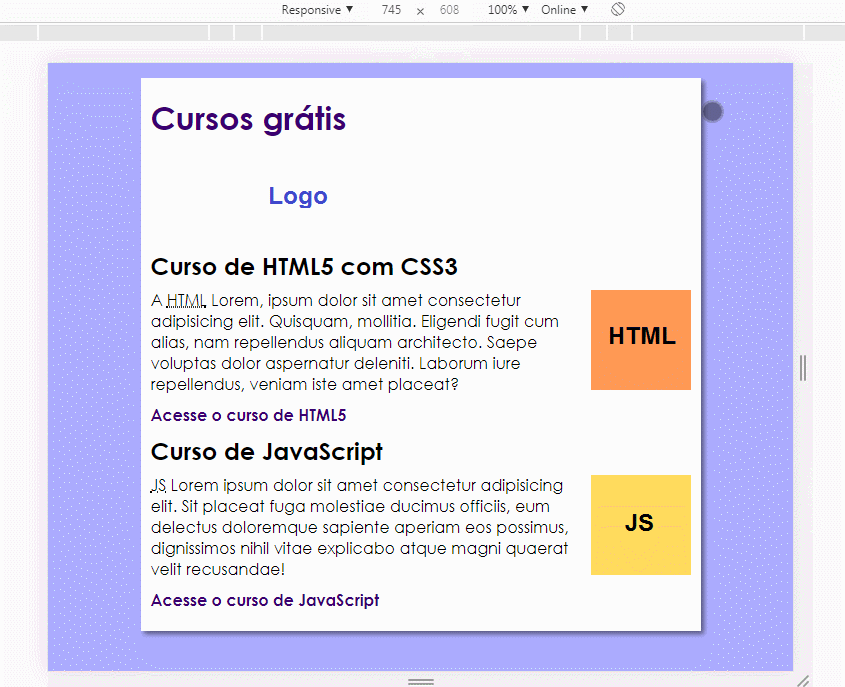 Responsive ▼ 745 × 608 100% ▼ Online ▼
Cursos grátis
Logo
Curso de HTML5 com CSS3
A HTML Lorem, ipsum dolor sit amet consectetur
adipisicing elit. Quisquam, mollitia. Eligendi fugit cum
alias, nam repellendus aliquam architecto. Saepe
voluptas dolor aspernatur deleniti. Laborum iure
repellendus, veniam iste amet placeat?
HTML
Acesse o curso de HTML5
Curso de JavaScript
JS Lorem ipsum dolor sit amet consectetur adipisicing
elit. Sit placeat fuga molestiae ducimus officiis, eum
delectus doloremque sapiente aperiam eos possimus,
dignissimos nihil vitae explicabo atque magni quaerat
velit recusandae!
JS
Acesse o curso de JavaScript